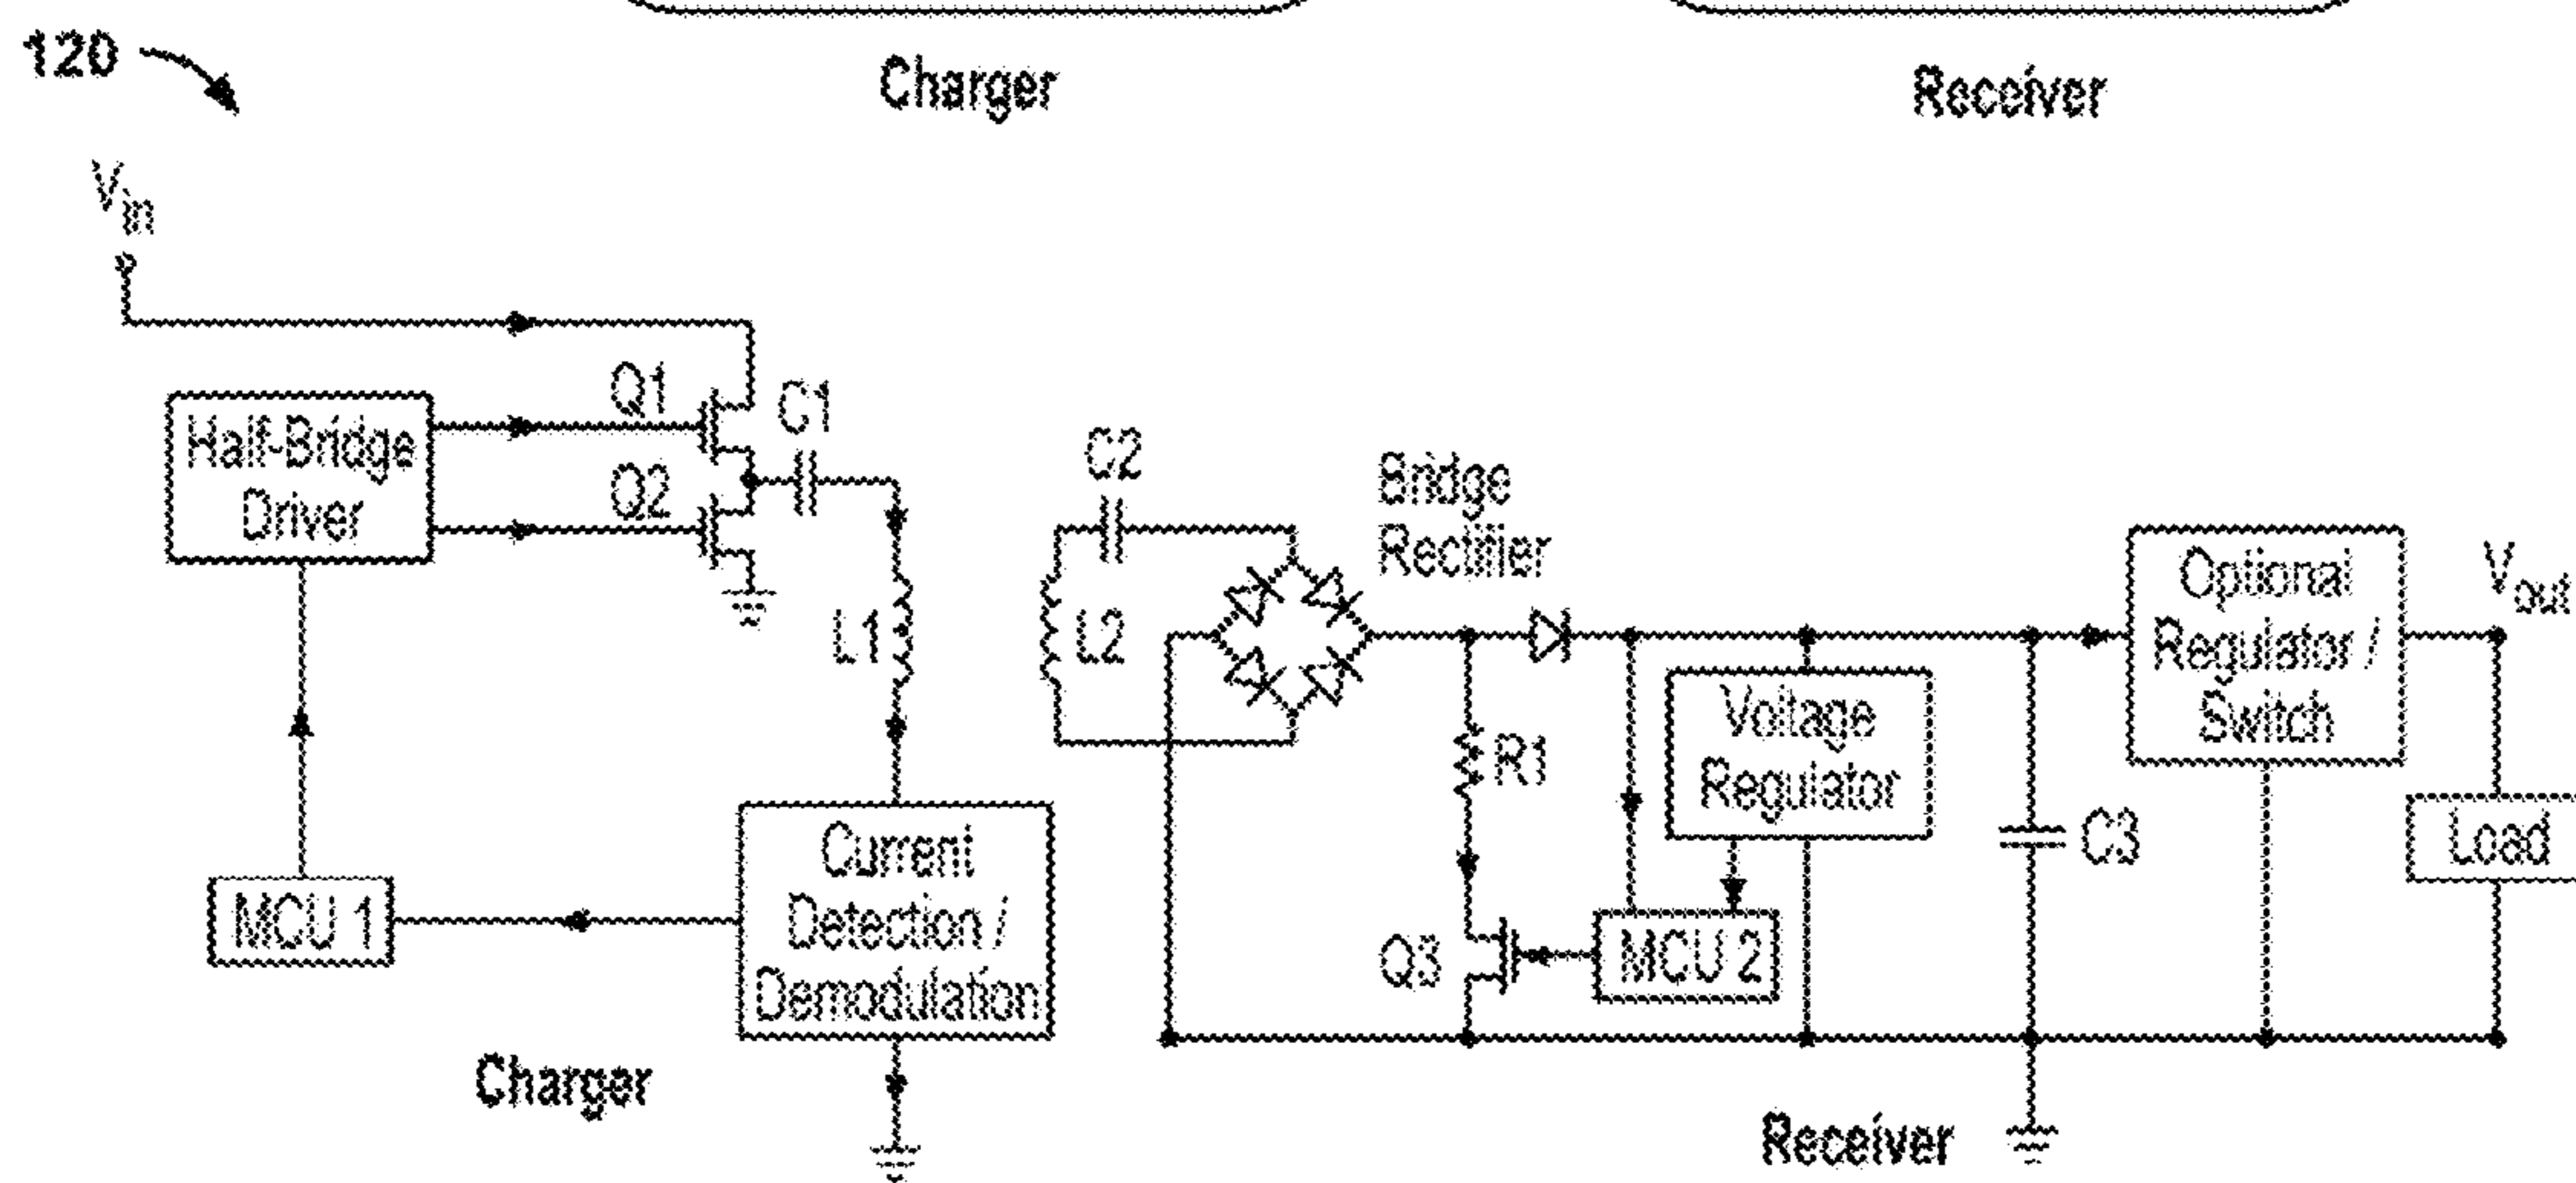 120
Charger
Receiver
Vin
Q1
C1
Half-Bridge
Driver
Q2
C2
Bridge
Rectifier
L1
L2
Optional
Regulator /
Switch
Vout
Voltage
Regulator
R1
C3
Load
Current
Detection /
Demodulation
MCU 1
Q3
MCU 2
Charger
Receiver